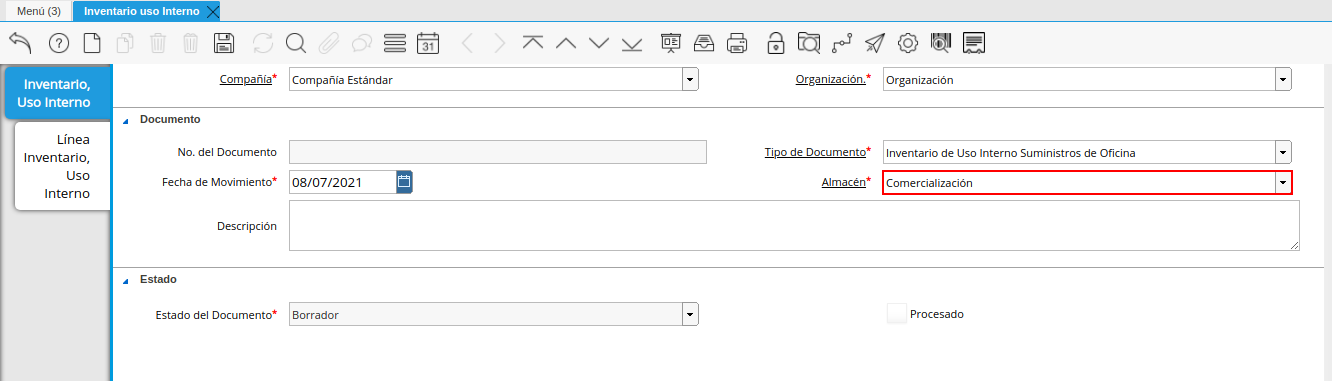 Menú (3)
Inventario uso Interno
31
Inventario,
Uso Interno
Línea
Inventario,
Uso
Interno
Compañía* Compañía Estándar
Organización.* Organización
Documento
No. del Documento
Tipo de Documento* Inventario de Uso Interno Suministros de Oficina
Fecha de Movimiento* 08/07/2021
Almacén* Comercialización
Descripción
Estado
Estado del Documento* Borrador
Procesado